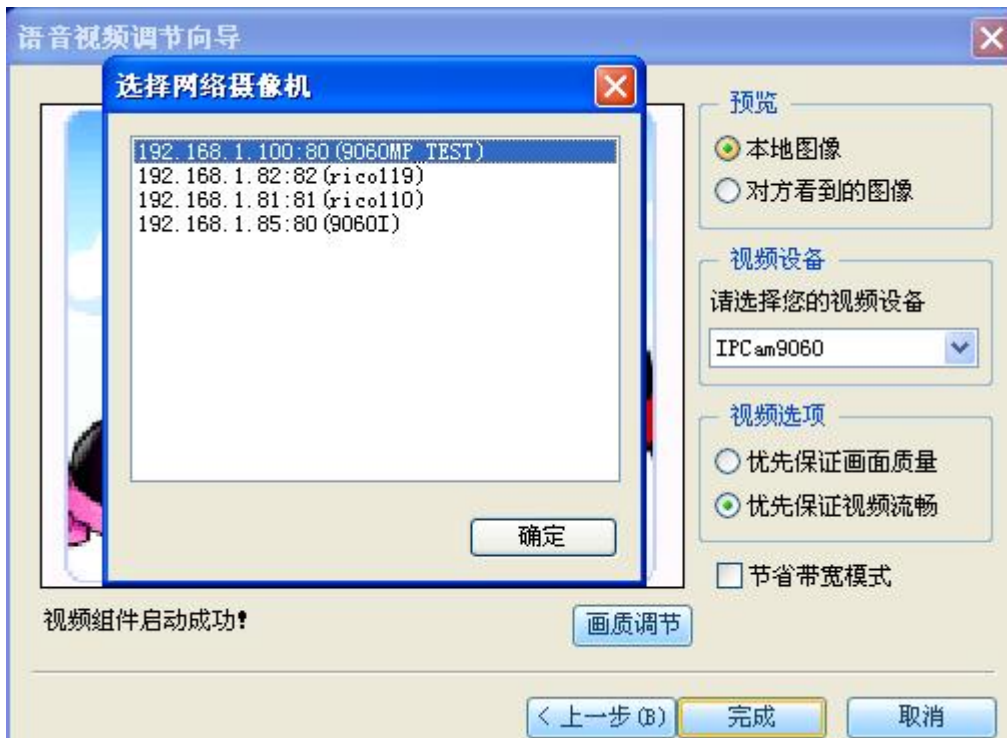 语音视频调节向导
选择网络摄像机
192.168.1.100:80(9060MP_TEST)
192.168.1.82:82(rico119)
192.168.1.81:81(rico110)
192.168.1.85:80(9060I)
确定
预览
本地图像
对方看到的图像
视频设备
请选择您的视频设备
IPCam9060
视频选项
优先保证画面质量
优先保证视频流畅
节省带宽模式
视频组件启动成功!
画质调节
< 上一步(B)
完成
取消